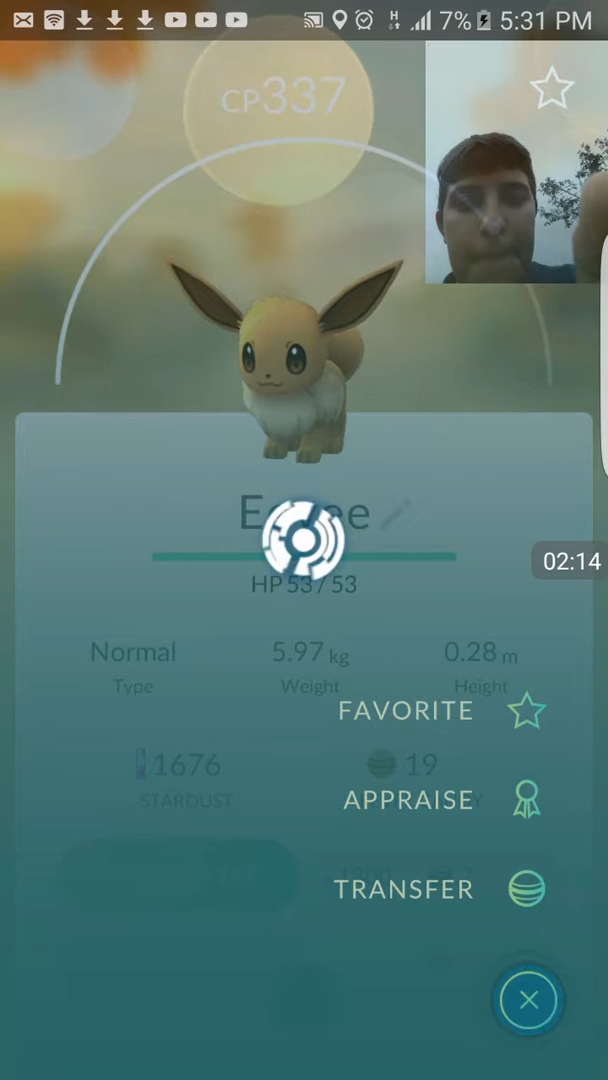 H 7% 5:31 PM
CP337
02:14
HP 53 / 53
Normal 5.97 kg 0.28 m
Type Weight Height
FAVORITE
1676 19
STARDUST
APPRAISE
TRANSFER